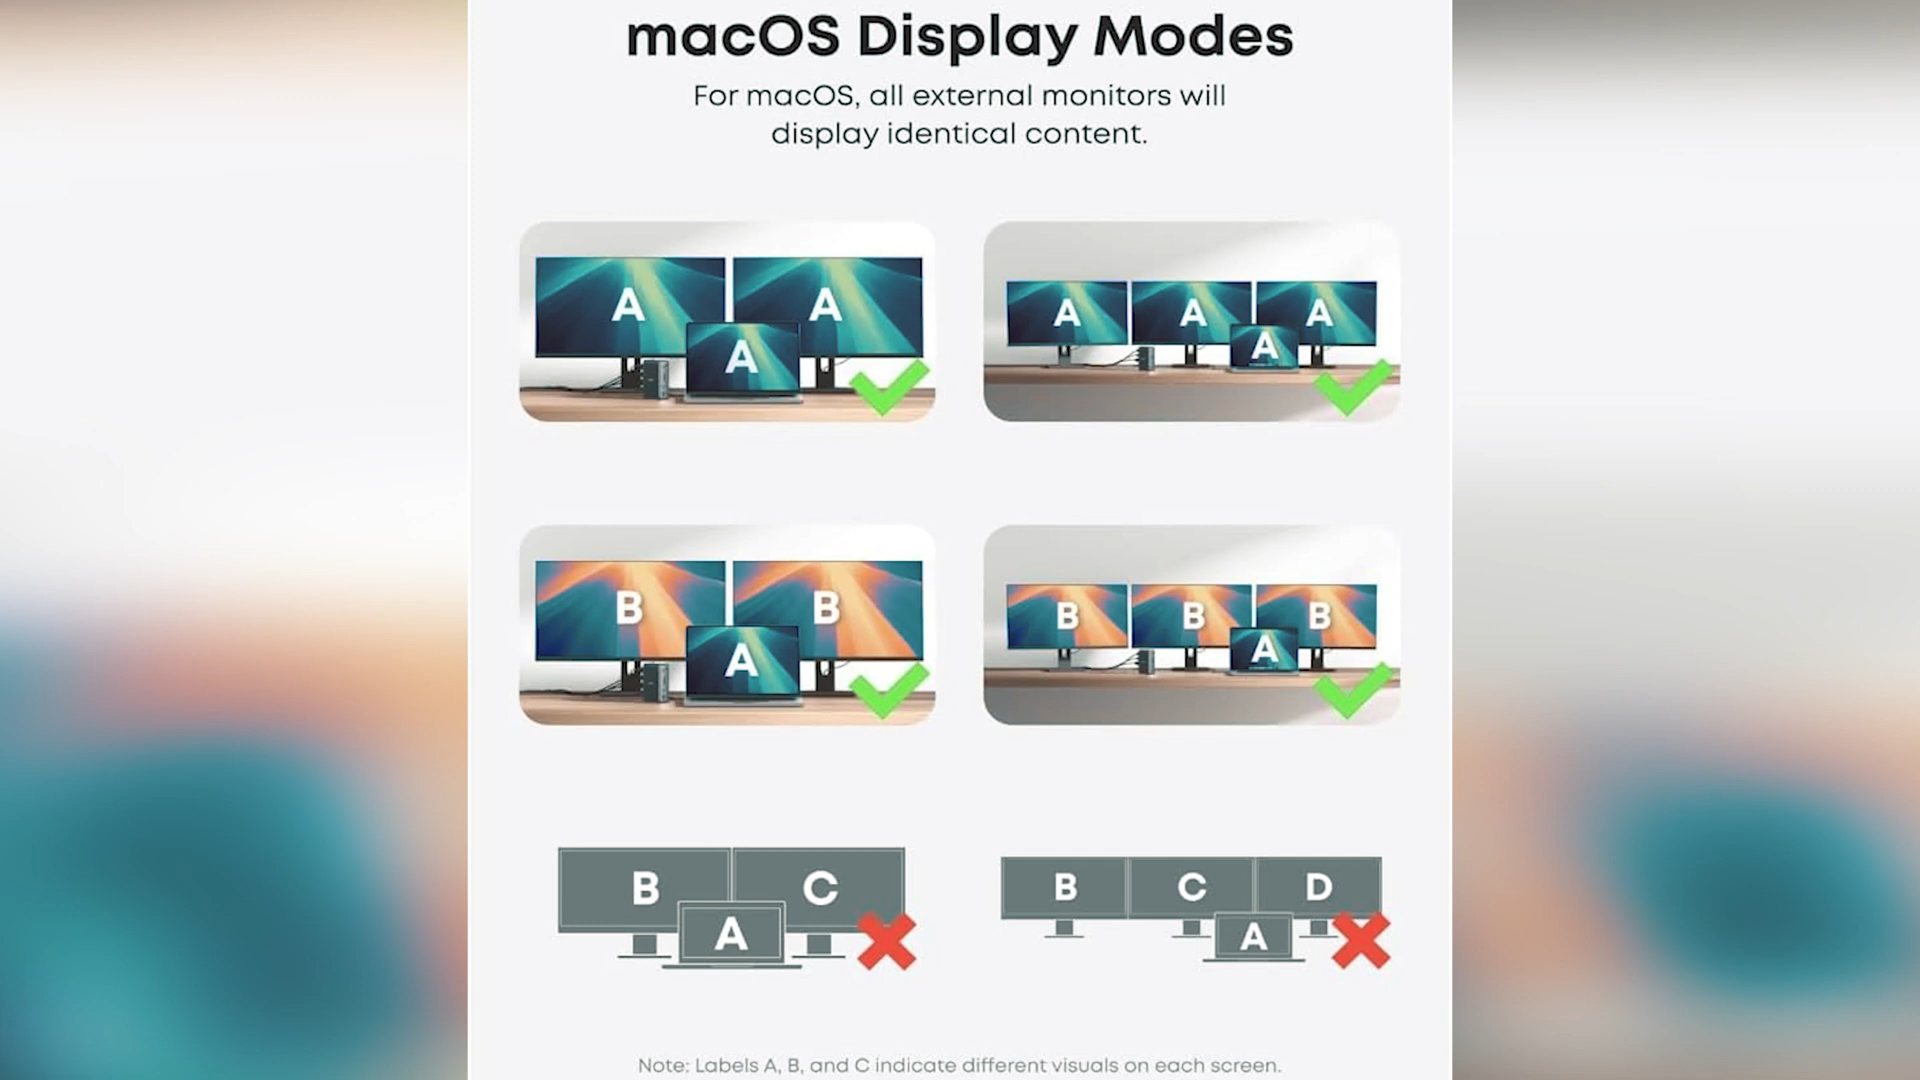 macOS Display Modes
For macOS, all external monitors will
display identical content.
A A A
A A A A
B B A
B B B A
B C A
B C D A
Note: Labels A, B, and C indicate different visuals on each screen.